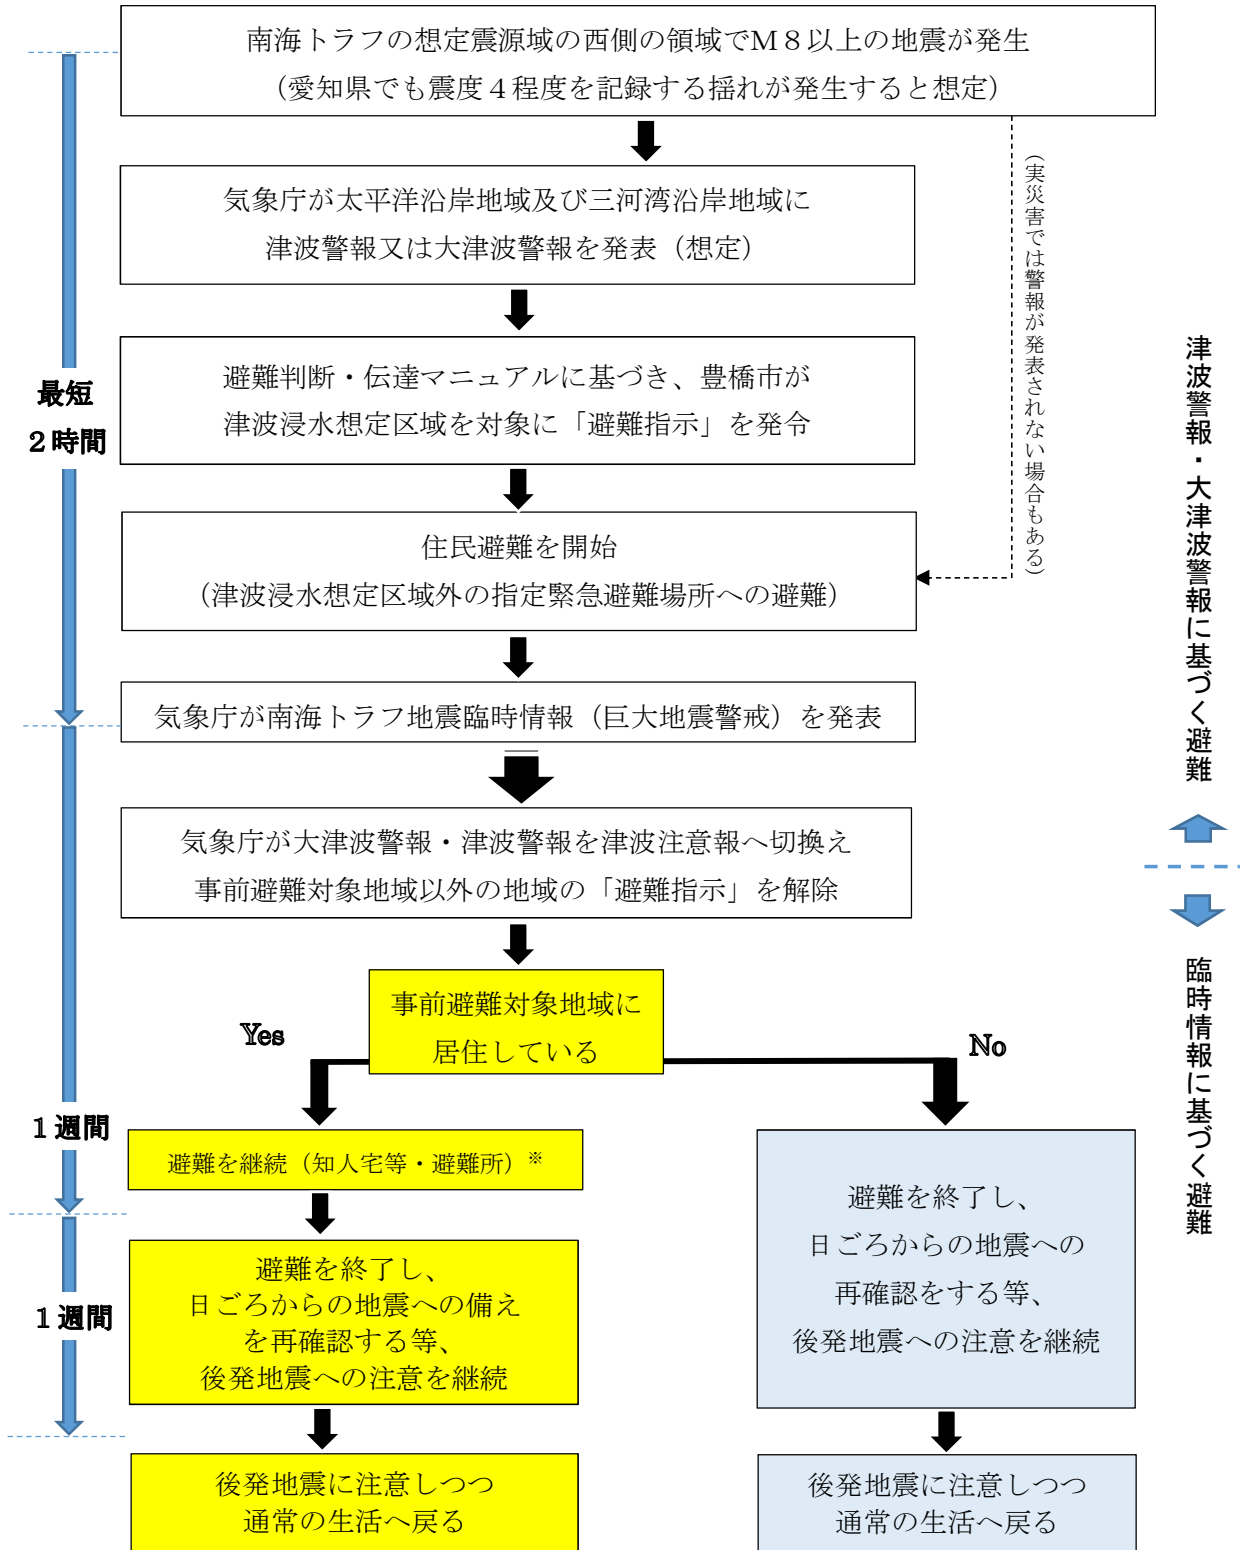 南海トラフの想定震源域の西側の領域でM８以上の地震が発生
（愛知県でも震度４程度を記録する揺れが発生すると想定）
気象庁が太平洋沿岸地域及び三河湾沿岸地域に
津波警報又は大津波警報を発表（想定）
（実災害では警報が発表されない場合もある）
避難判断・伝達マニュアルに基づき、豊橋市が
津波浸水想定区域を対象に「避難指示」を発令
最短
２時間
住民避難を開始
（津波浸水想定区域外の指定緊急避難場所への避難）
津波警報・大津波警報に基づく避難
気象庁が南海トラフ地震臨時情報（巨大地震警戒）を発表
気象庁が大津波警報・津波警報を津波注意報へ切換え
事前避難対象地域以外の地域の「避難指示」を解除
臨時情報に基づく避難
事前避難対象地域に
居住している
Yes
No
１週間
避難を継続（知人宅等・避難所）※
避難を終了し、
日ごろからの地震への備え
を再確認する等、
後発地震への注意を継続
１週間
避難を終了し、
日ごろからの地震への
再確認をする等、
後発地震への注意を継続
後発地震に注意しつつ
通常の生活へ戻る
後発地震に注意しつつ
通常の生活へ戻る